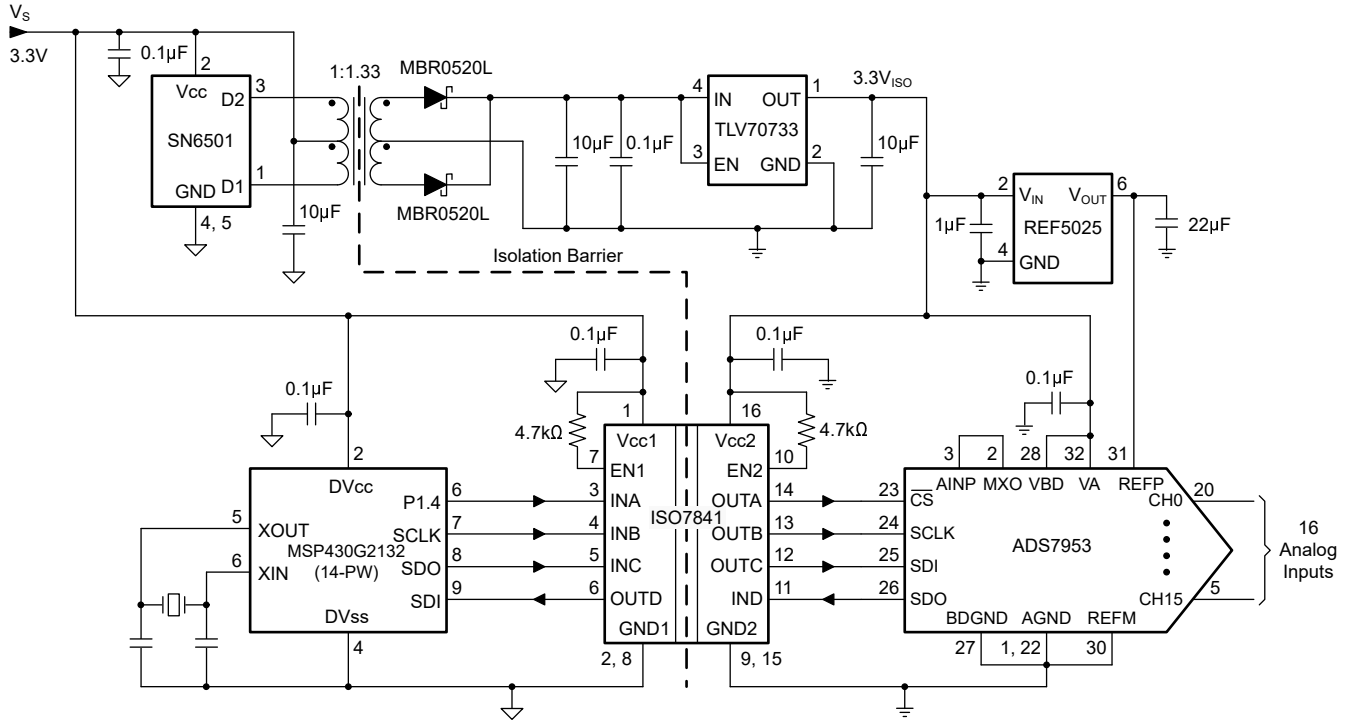 VS
3.3V
0.1µF
2
Vcc
D2
3
SN6501
GND
D1
1
4, 5
10µF
1:1.33
MBR0520L
MBR0520L
10µF
0.1µF
4
IN
OUT
1
TLV70733
3
EN
GND
2
3.3VISO
10µF
2
VIN
VOUT
6
1µF
REF5025
4
GND
22µF
Isolation Barrier
0.1µF
0.1µF
0.1µF
0.1µF
4.7kΩ
4.7kΩ
1
16
Vcc1
Vcc2
7
EN1
EN2
10
3
INA
OUTA
14
4
INB
ISO7841
OUTB
13
5
INC
OUTC
12
6
OUTD
IND
11
GND1
GND2
2, 8
9, 15
2
DVcc
P1.4
6
5
XOUT
SCLK
7
MSP430G2132
(14-PW)
SDO
8
6
XIN
SDI
9
DVss
4
3
2
28
32
31
AINP
MXO
VBD
VA
REFP
23
CS
24
SCLK
25
SDI
26
SDO
ADS7953
CH0
20
CH15
5
16
Analog
Inputs
BDGND
AGND
REFM
27
1, 22
30